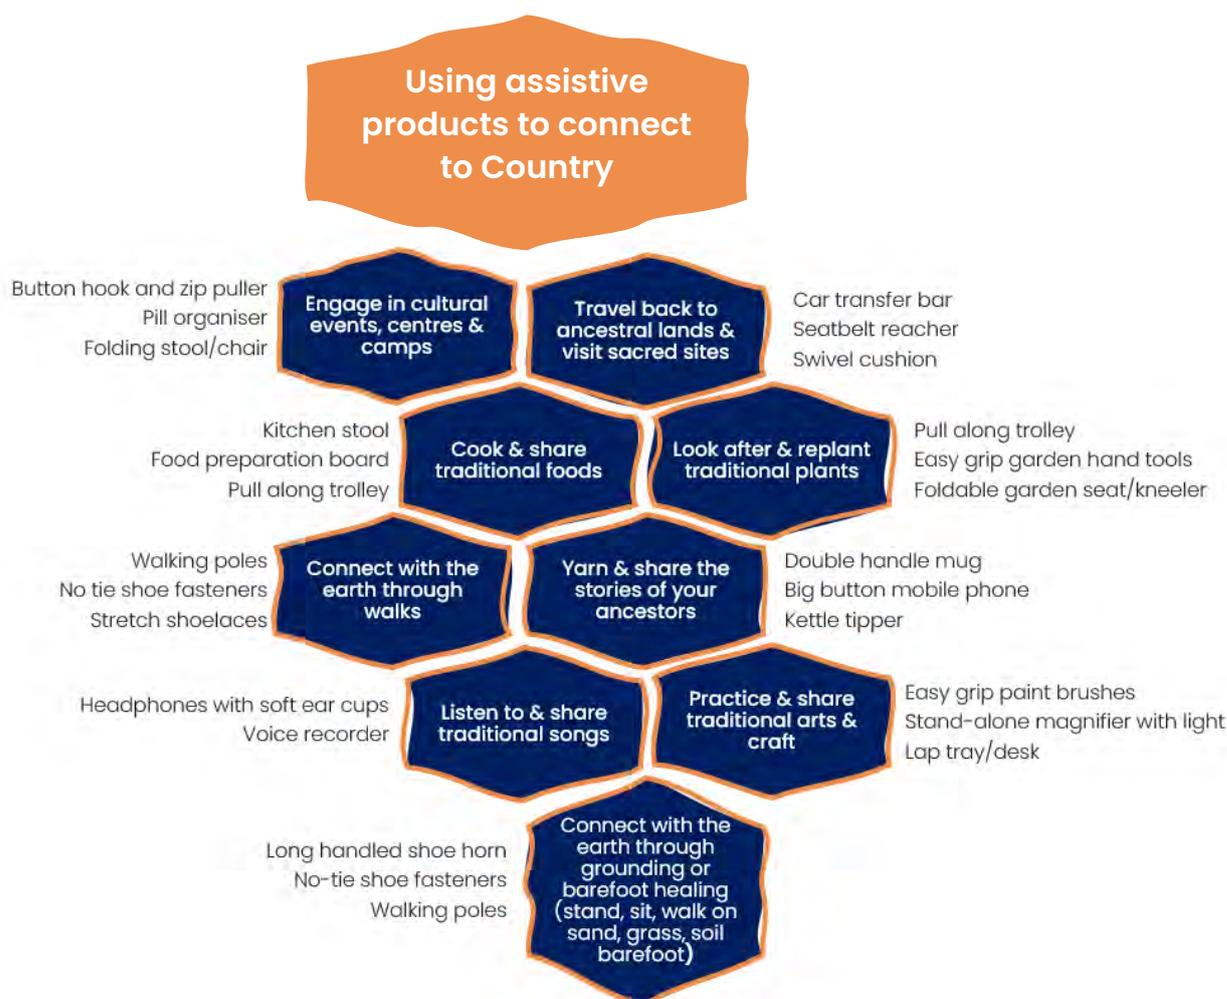 Using assistive
products to connect
to Country
Button hook and zip puller
Pill organiser
Folding stool/chair
Engage in cultural
events, centres &
camps
Travel back to
ancestral lands &
visit sacred sites
Car transfer bar
Seatbelt reacher
Swivel cushion
Kitchen stool
Food preparation board
Pull along trolley
Cook & share
traditional foods
Look after & replant
traditional plants
Pull along trolley
Easy grip garden hand tools
Foldable garden seat/kneeler
Walking poles
No tie shoe fasteners
Stretch shoelaces
Connect with the
earth through
walks
Yarn & share the
stories of your
ancestors
Double handle mug
Big button mobile phone
Kettle tipper
Headphones with soft ear cups
Voice recorder
Listen to & share
traditional songs
Practice & share
traditional arts &
craft
Easy grip paint brushes
Stand-alone magnifier with light
Lap tray/desk
Long handled shoe horn
No-tie shoe fasteners
Walking poles
Connect with the
earth through
grounding or
barefoot healing
(stand, sit, walk on
sand, grass, soil
barefoot)